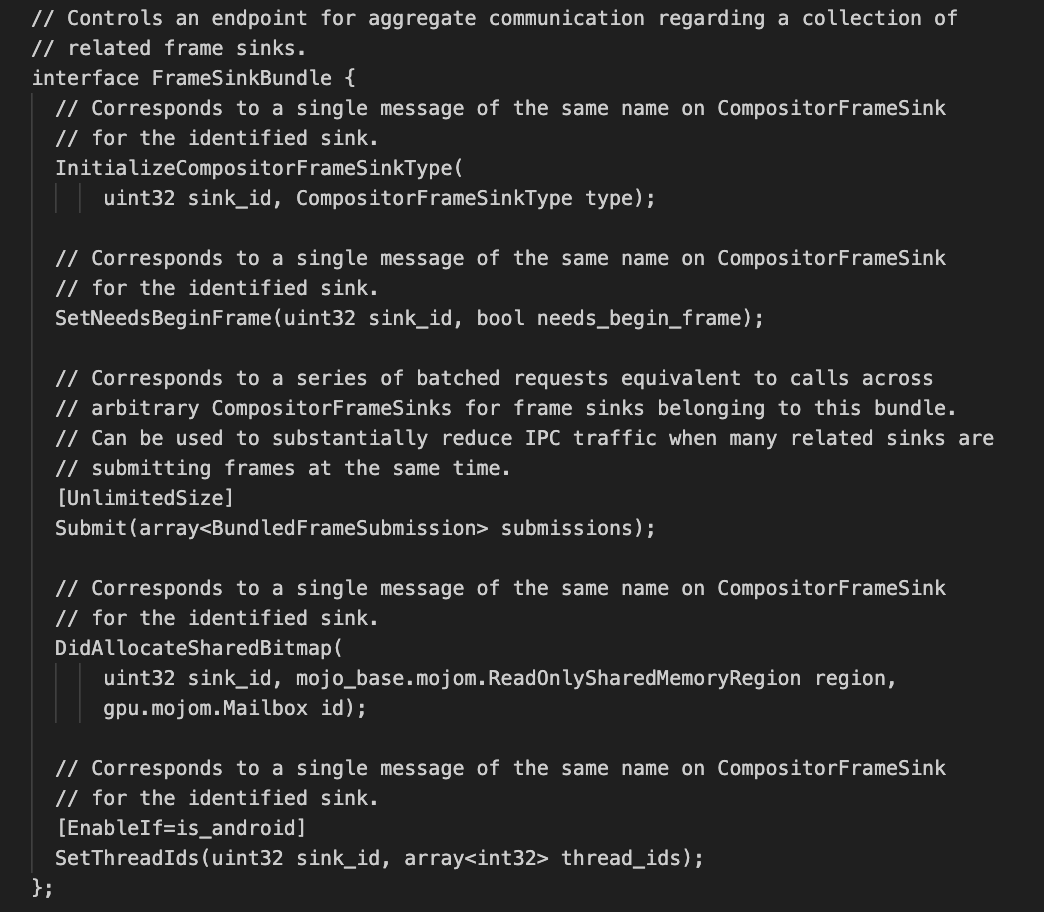 // Controls an endpoint for aggregate communication regarding a collection of
// related frame sinks.
interface FrameSinkBundle {
  // Corresponds to a single message of the same name on CompositorFrameSink
  // for the identified sink.
  InitializeCompositorFrameSinkType(
      uint32 sink_id, CompositorFrameSinkType type);

  // Corresponds to a single message of the same name on CompositorFrameSink
  // for the identified sink.
  SetNeedsBeginFrame(uint32 sink_id, bool needs_begin_frame);

  // Corresponds to a series of batched requests equivalent to calls across
  // arbitrary CompositorFrameSinks for frame sinks belonging to this bundle.
  // Can be used to substantially reduce IPC traffic when many related sinks are
  // submitting frames at the same time.
  [UnlimitedSize]
  Submit(array<BundledFrameSubmission> submissions);

  // Corresponds to a single message of the same name on CompositorFrameSink
  // for the identified sink.
  DidAllocateSharedBitmap(
      uint32 sink_id, mojo_base.mojom.ReadOnlySharedMemoryRegion region,
      gpu.mojom.Mailbox id);

  // Corresponds to a single message of the same name on CompositorFrameSink
  // for the identified sink.
  [EnableIf=is_android]
  SetThreadIds(uint32 sink_id, array<int32> thread_ids);
};